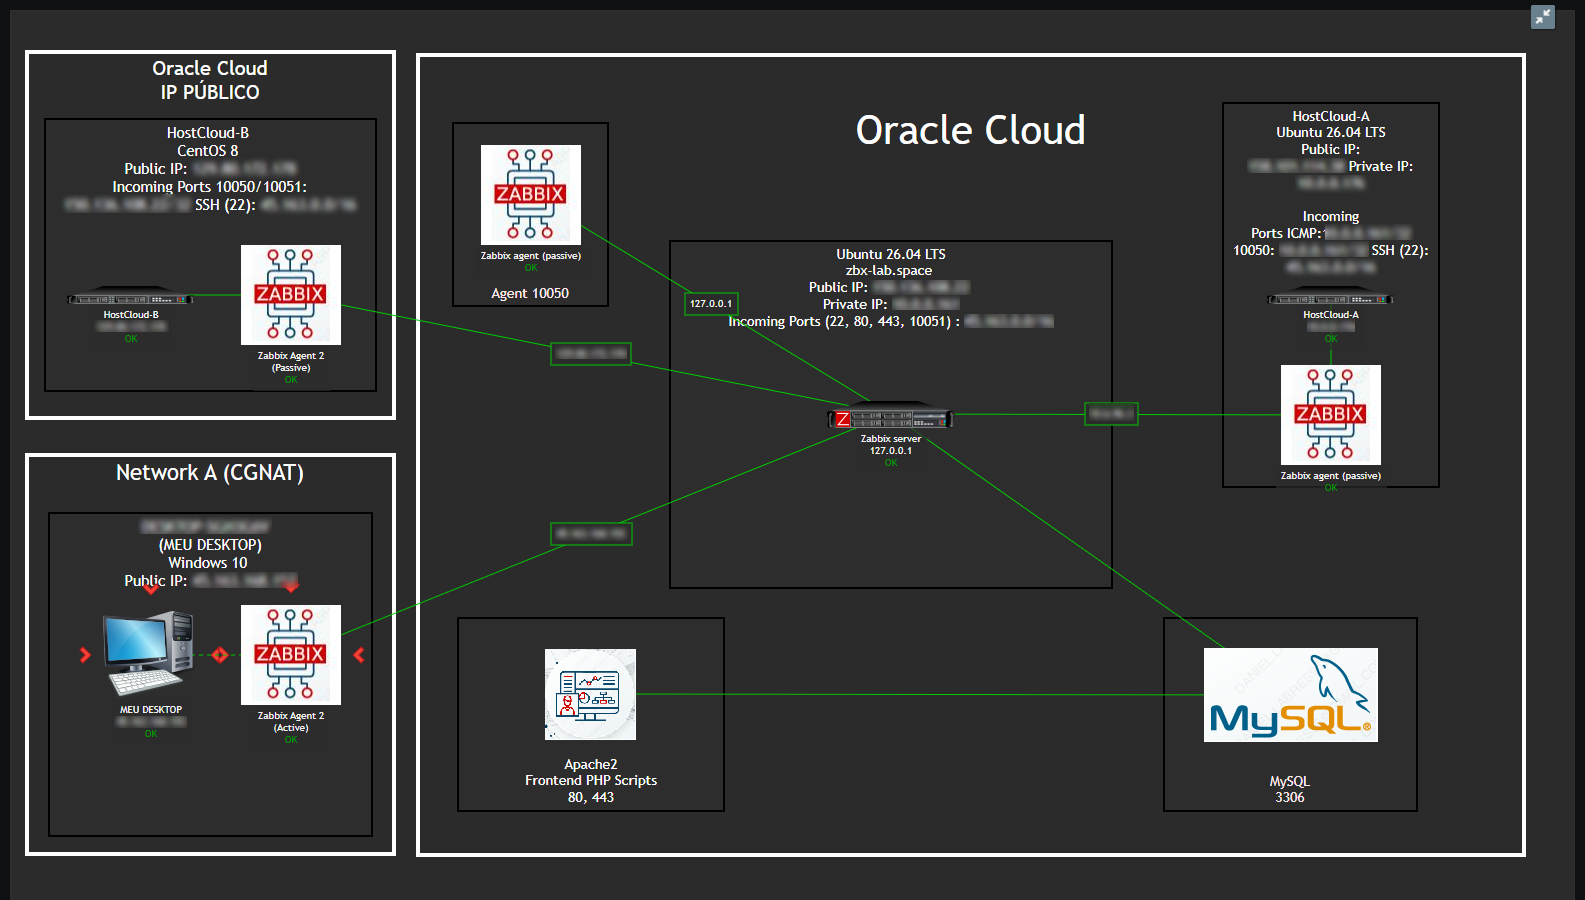 Oracle Cloud
IP PÚBLICO
HostCloud-B
CentOS 8
Public IP:
Incoming Ports 10050/10051:
SSH (22):
ZABBIX
HostCloud-B
OK
Zabbix Agent 2
(Passive)
OK
Network A (CGNAT)
(MEU DESKTOP)
Windows 10
Public IP:
ZABBIX
MEU DESKTOP
OK
Zabbix Agent 2
(Active)
OK
Oracle Cloud
ZABBIX
Zabbix agent (passive)
OK
Agent 10050
127.0.0.1
Ubuntu 26.04 LTS
zbx-lab.space
Public IP:
Private IP:
Incoming Ports (22, 80, 443, 10051) :
Z
Zabbix server
127.0.0.1
OK
HostCloud-A
Ubuntu 26.04 LTS
Public IP:
Private IP:
Incoming
Ports ICMP:
10050: SSH (22):
HostCloud-A
OK
ZABBIX
Zabbix agent (passive)
OK
Apache2
Frontend PHP Scripts
80, 443
MySQL®
MySQL
3306